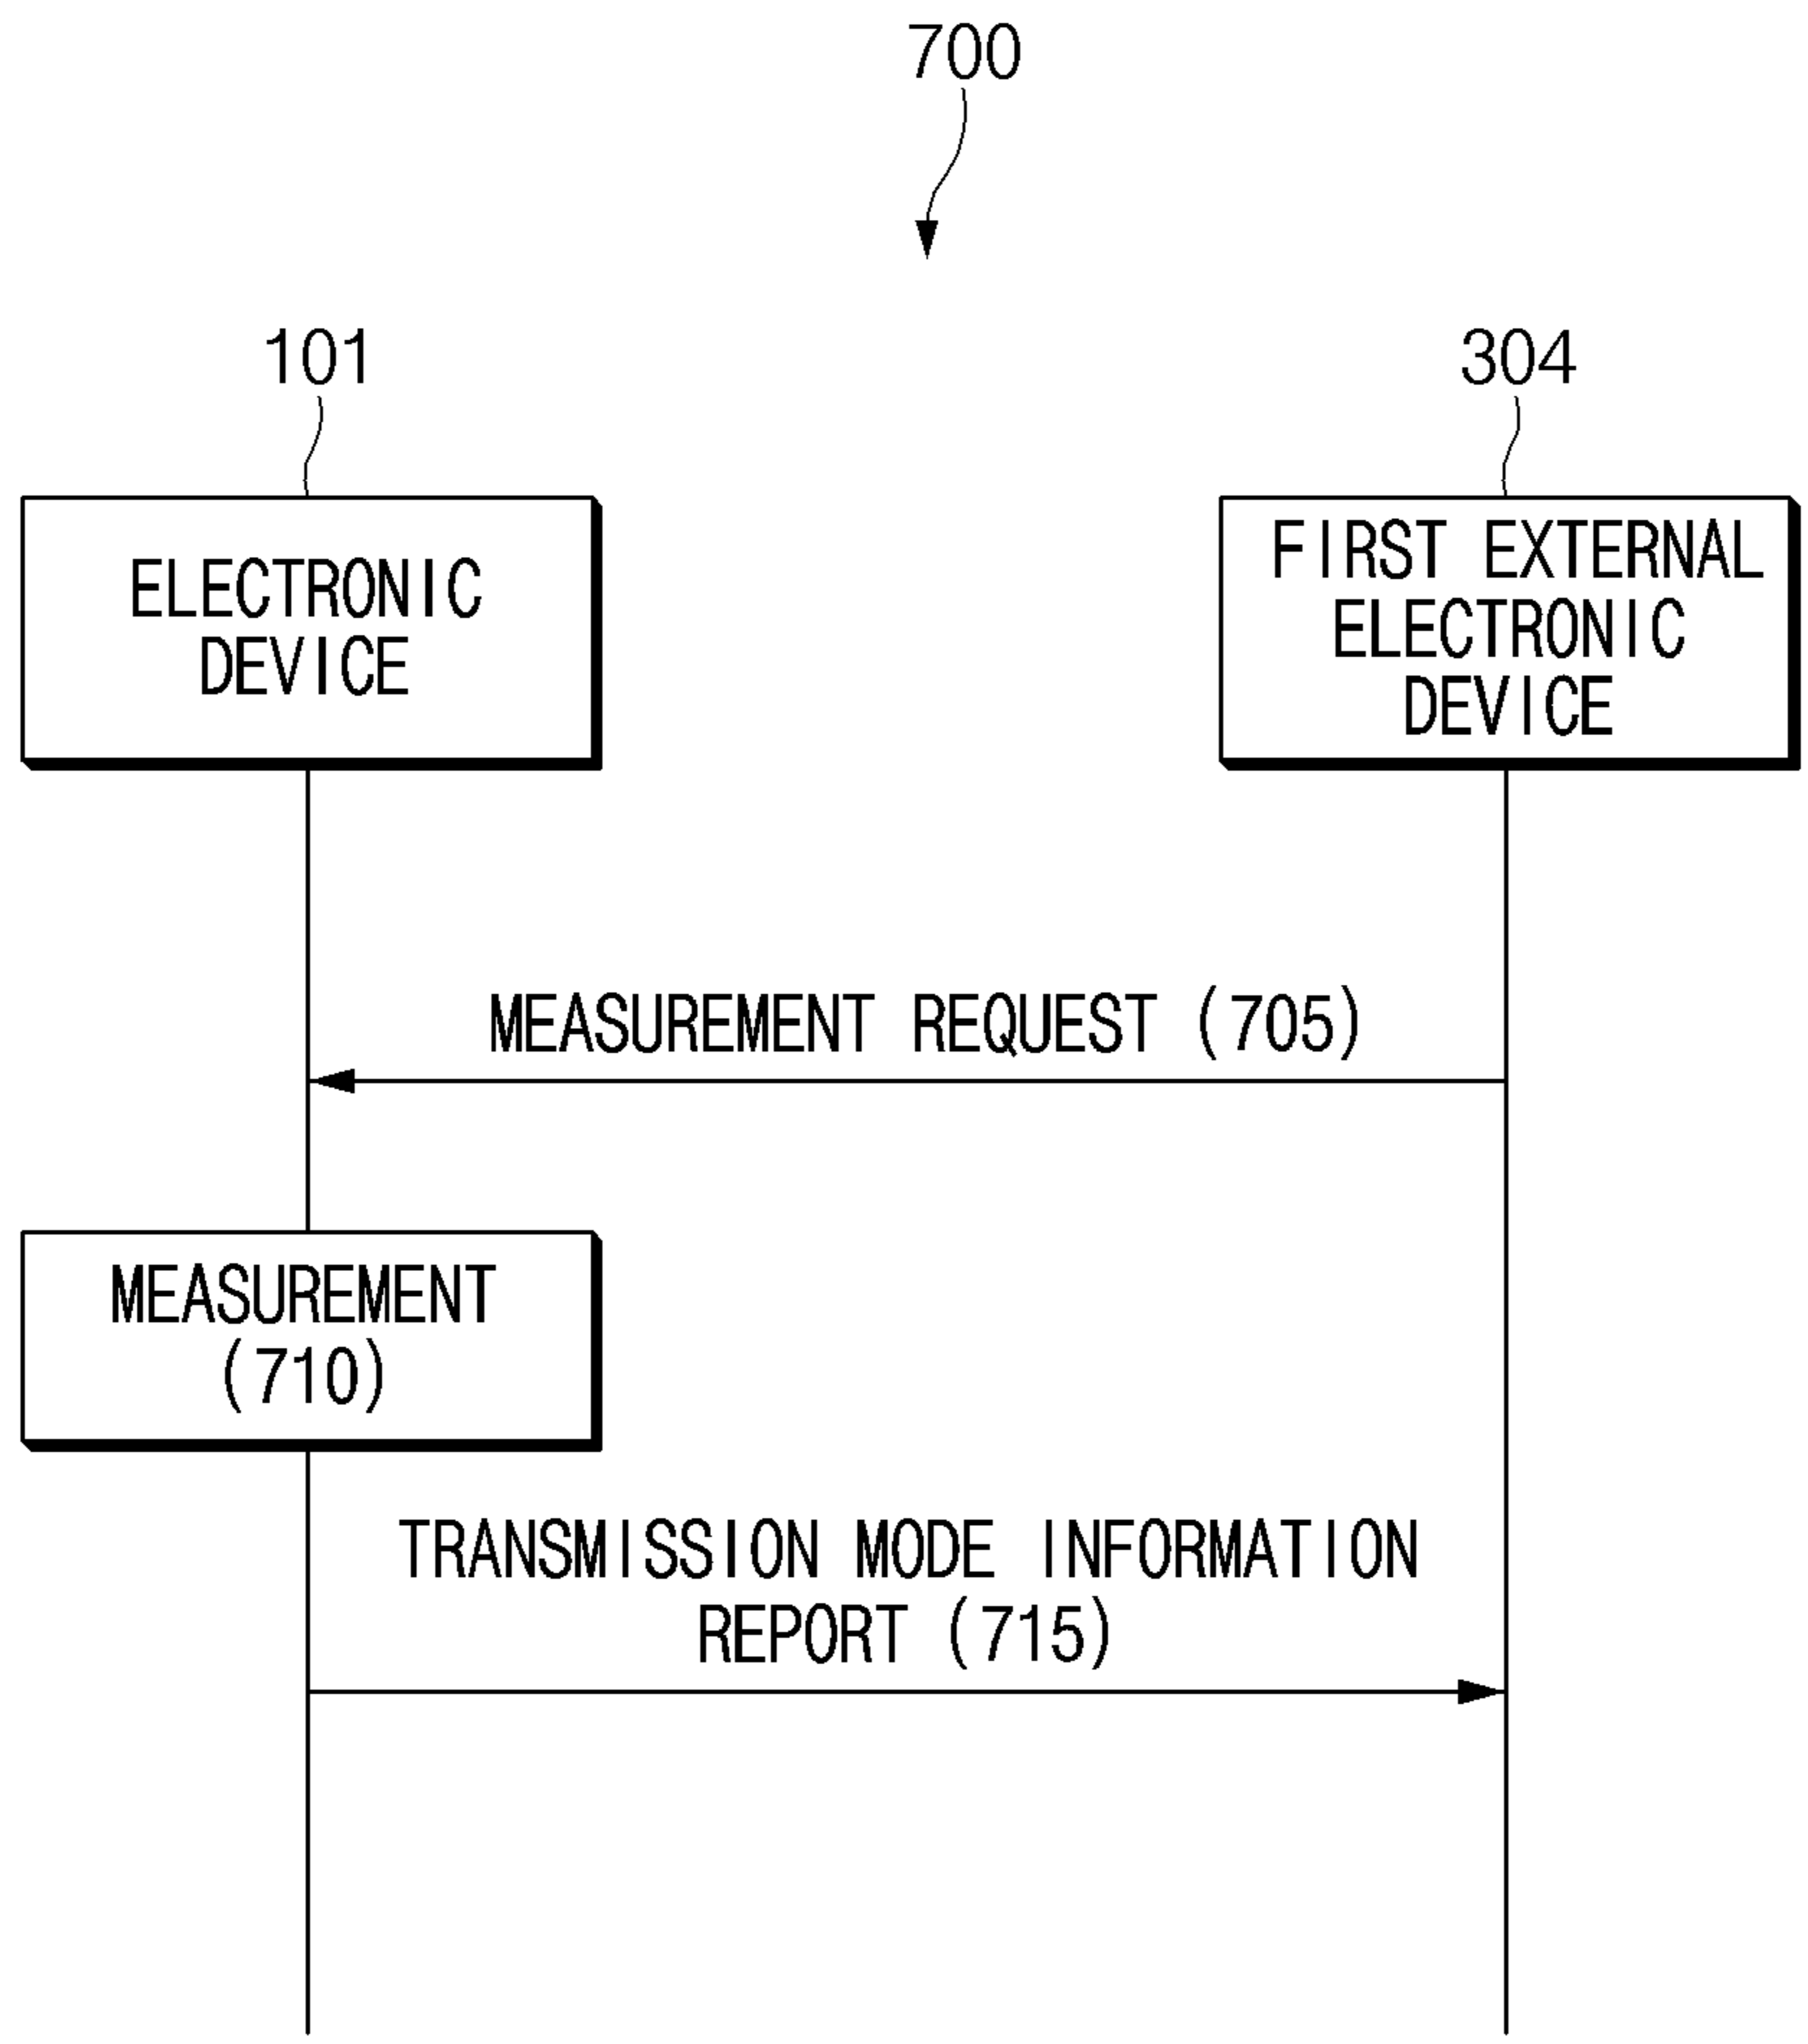 700
101
304
ELECTRONIC
DEVICE
FIRST EXTERNAL
ELECTRONIC
DEVICE
MEASUREMENT REQUEST (705)
MEASUREMENT
(710)
TRANSMISSION MODE INFORMATION
REPORT (715)